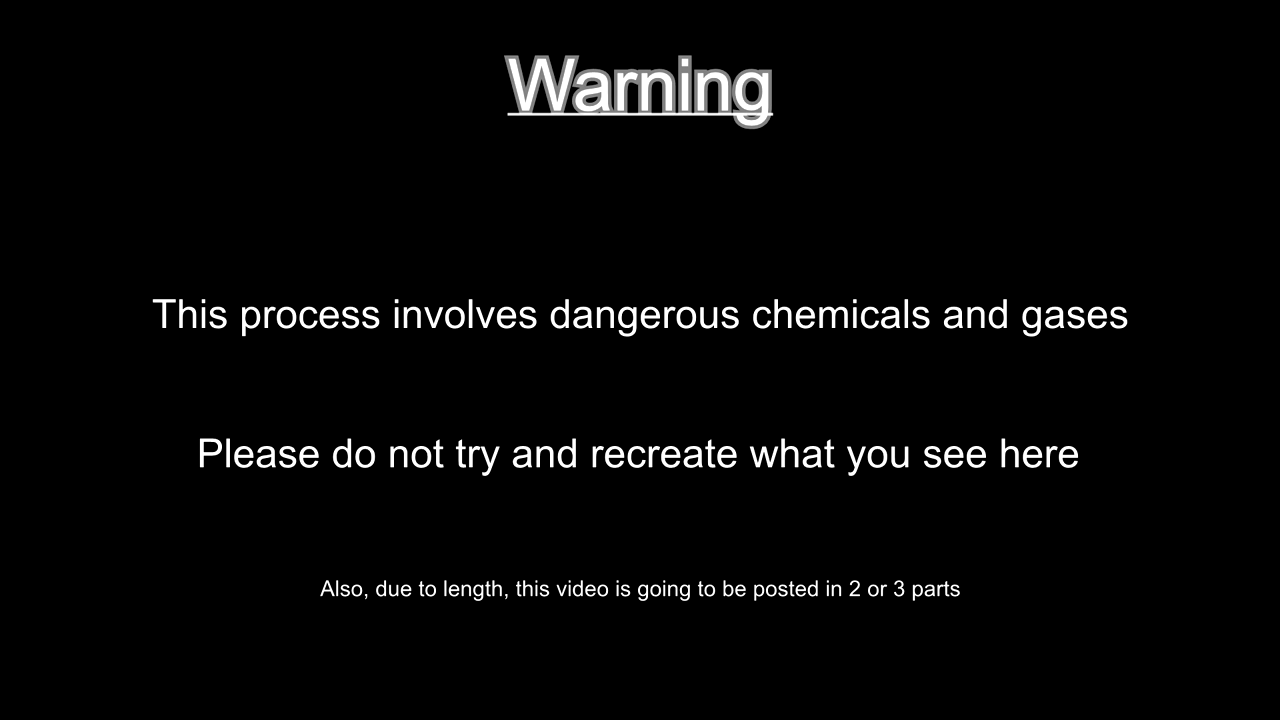 Warning
This process involves dangerous chemicals and gases
Please do not try and recreate what you see here
Also, due to length, this video is going to be posted in 2 or 3 parts